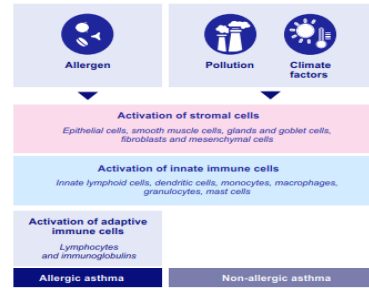 Allergen
Pollution
Climate
factors
Activation of stromal cells
Epithelial cells, smooth muscle cells, glands and goblet cells,
fibroblasts and mesenchymal cells
Activation of innate immune cells
Innate lymphoid cells, dendritic cells, monocytes, macrophages,
granulocytes, mast cells
Activation of adaptive
immune cells
Lymphocytes
and immunoglobulins
Allergic asthma
Non-allergic asthma